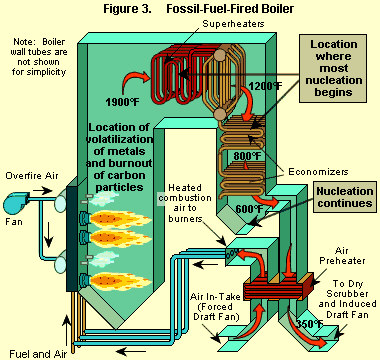 Figure 3. Fossil-Fuel-Fired Boiler
Superheaters
Note: Boiler
wall tubes are
not shown
for simplicity
Location
where
most
nucleation
begins
1900°F
1200°F
Location of
volatilization
of metals
and burnout
of carbon
particles
800°F
Economizers
Overfire Air
Fan
Heated
combustion
air to
burners
600°F
Nucleation
continues
Air
Preheater
Air In-Take
(Forced
Draft Fan)
To Dry
Scrubber
and Induced
Draft Fan
350°F
Fuel and Air